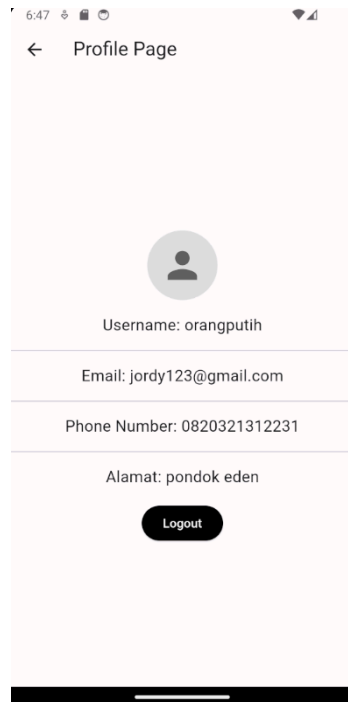 6:47
Profile Page
Username: orangputih
Email: jordy123@gmail.com
Phone Number: 0820321312231
Alamat: pondok eden
Logout